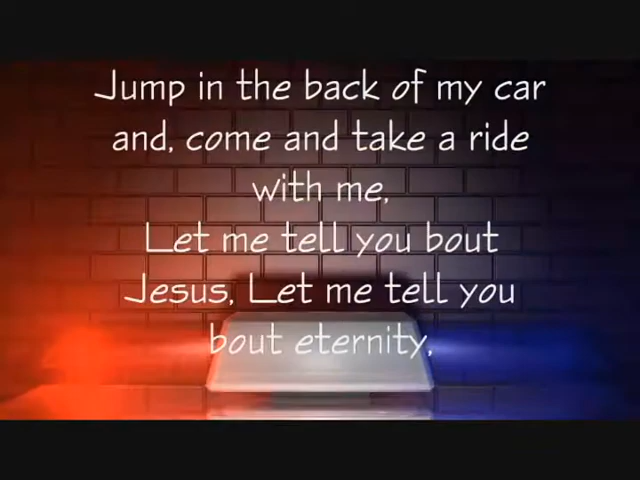 Jump in the back of my car
and, come and take a ride
with me,
Let me tell you bout
Jesus, Let me tell you
bout eternity,